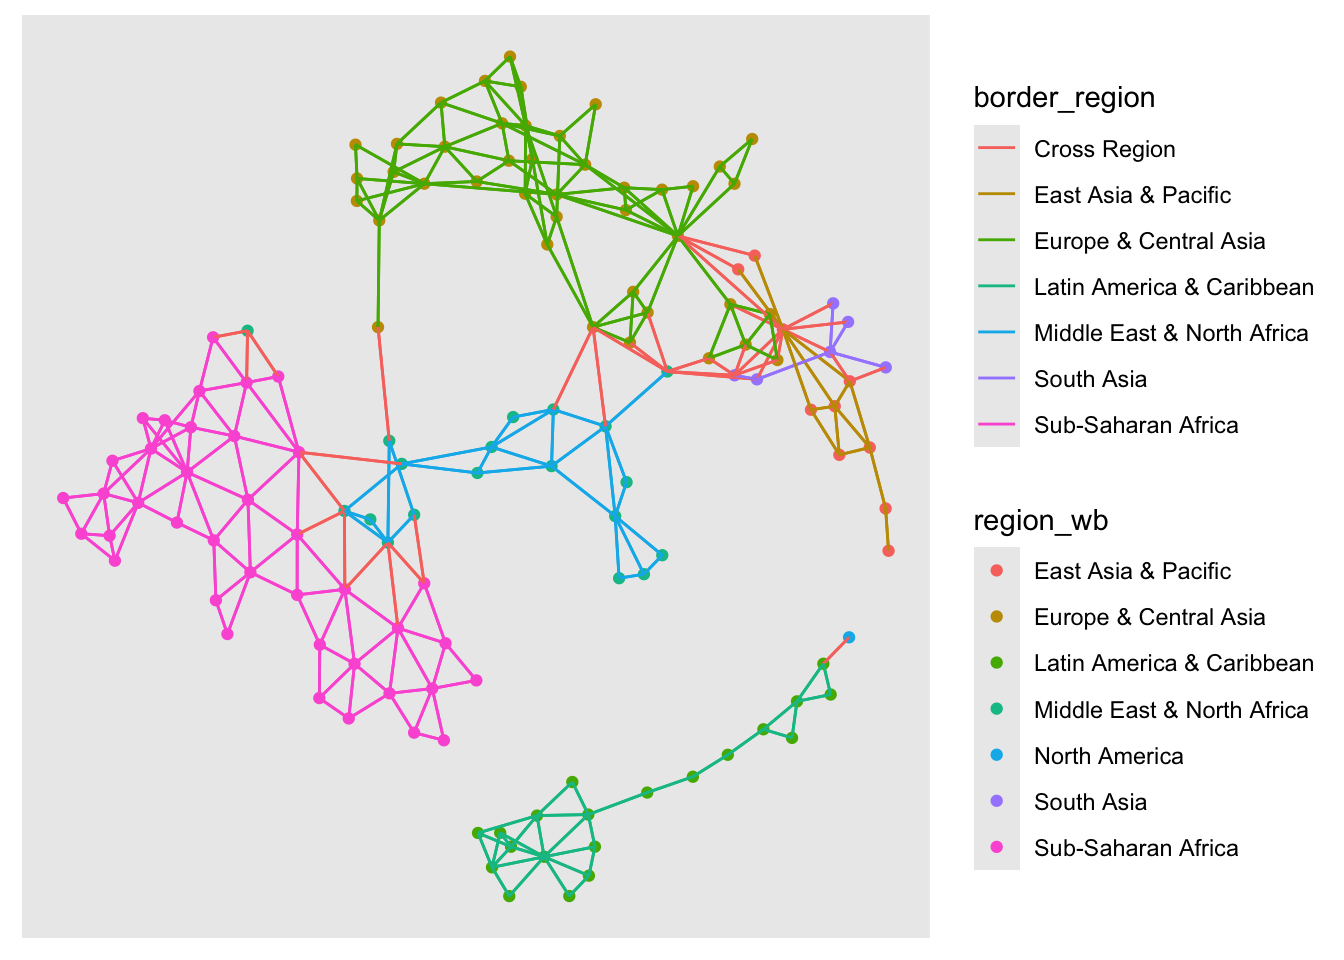 border_region
Cross Region
East Asia & Pacific
Europe & Central Asia
Latin America & Caribbean
Middle East & North Africa
South Asia
Sub-Saharan Africa
region_wb
East Asia & Pacific
Europe & Central Asia
Latin America & Caribbean
Middle East & North Africa
North America
South Asia
Sub-Saharan Africa